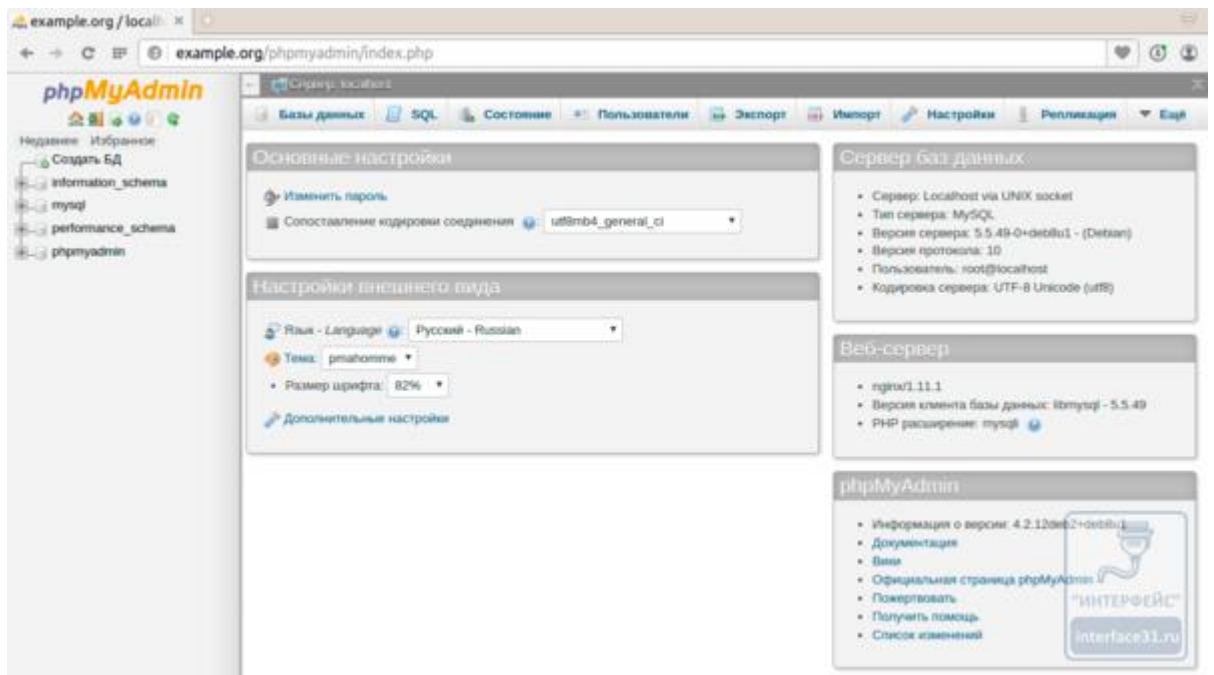 example.org / local
example.org/phpmyadmin/index.php
phpMyAdmin
Недавнее Избранное
Создать БД
information_schema
mysql
performance_schema
phpmyadmin
Сервер: localhost
Базы данных SQL Состояние Пользователи Экспорт Импорт Настройки Репликация Ещё
Основные настройки
Изменить пароль
Сопоставление кодировки соединения utf8mb4_general_ci
Настройки внешнего вида
Язык - Language Русский - Russian
Тема: pmahomme
Размер шрифта: 82%
Дополнительные настройки
Сервер баз данных
Сервер: Localhost via UNIX socket
Тип сервера: MySQL
Версия сервера: 5.5.49-0+deb8u1 - (Debian)
Версия протокола: 10
Пользователь: root@localhost
Кодировка сервера: UTF-8 Unicode (utf8)
Веб-сервер
nginx/1.11.1
Версия клиента базы данных: libmysql - 5.5.49
PHP расширение: mysqli
phpMyAdmin
Информация о версии: 4.2.12deb2+deb8u1
Документация
Вики
Официальная страница phpMyAdmin
Пожертвовать
Получить помощь
Список изменений
"ИНТЕРФЕЙС"
interface31.ru